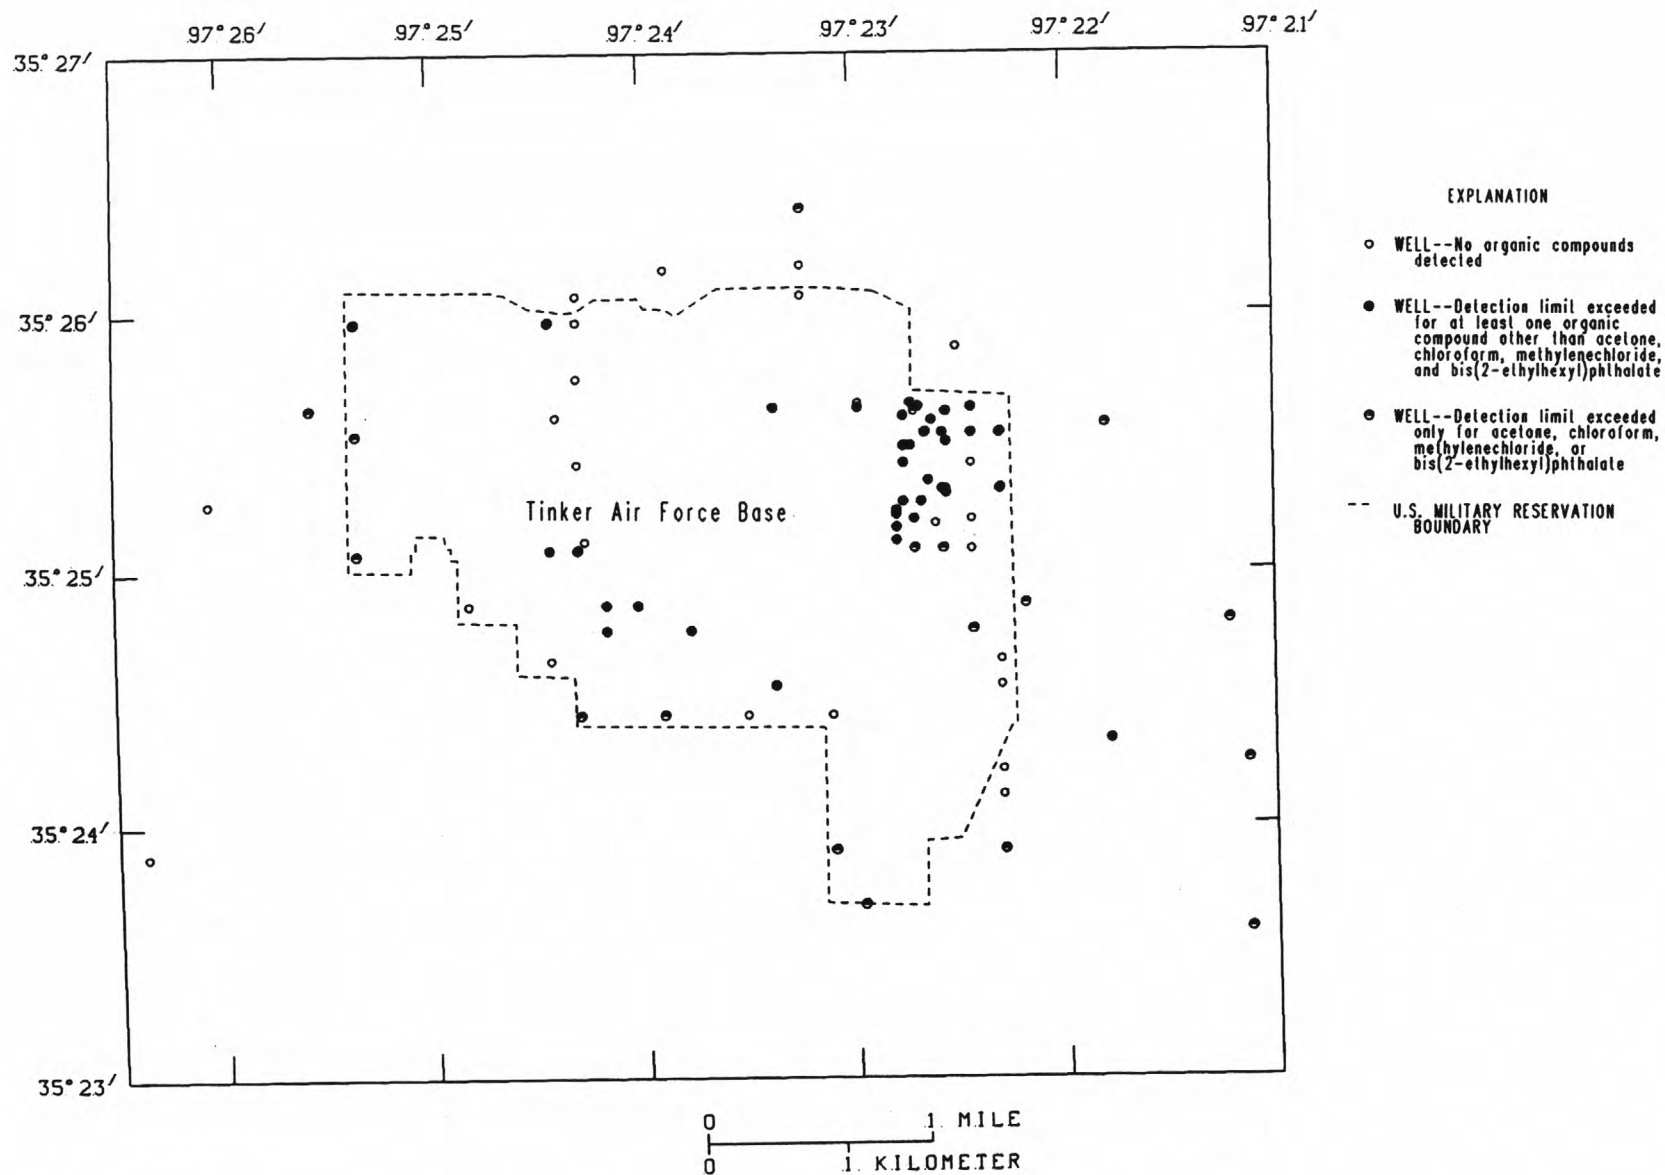 97°26′ 97°25′ 97°24′ 97°23′ 97°22′ 97°21′
35°27′
35°26′
35°25′
35°24′
35°23′
Tinker Air Force Base
EXPLANATION
WELL--No organic compounds
detected
WELL--Detection limit exceeded
for at least one organic
compound other than acetone,
chloroform, methylenechloride,
and bis(2-ethylhexyl)phthalate
WELL--Detection limit exceeded
only for acetone, chloroform,
methylenechloride, or
bis(2-ethylhexyl)phthalate
U.S. MILITARY RESERVATION
BOUNDARY
0 1 MILE
0 1 KILOMETER